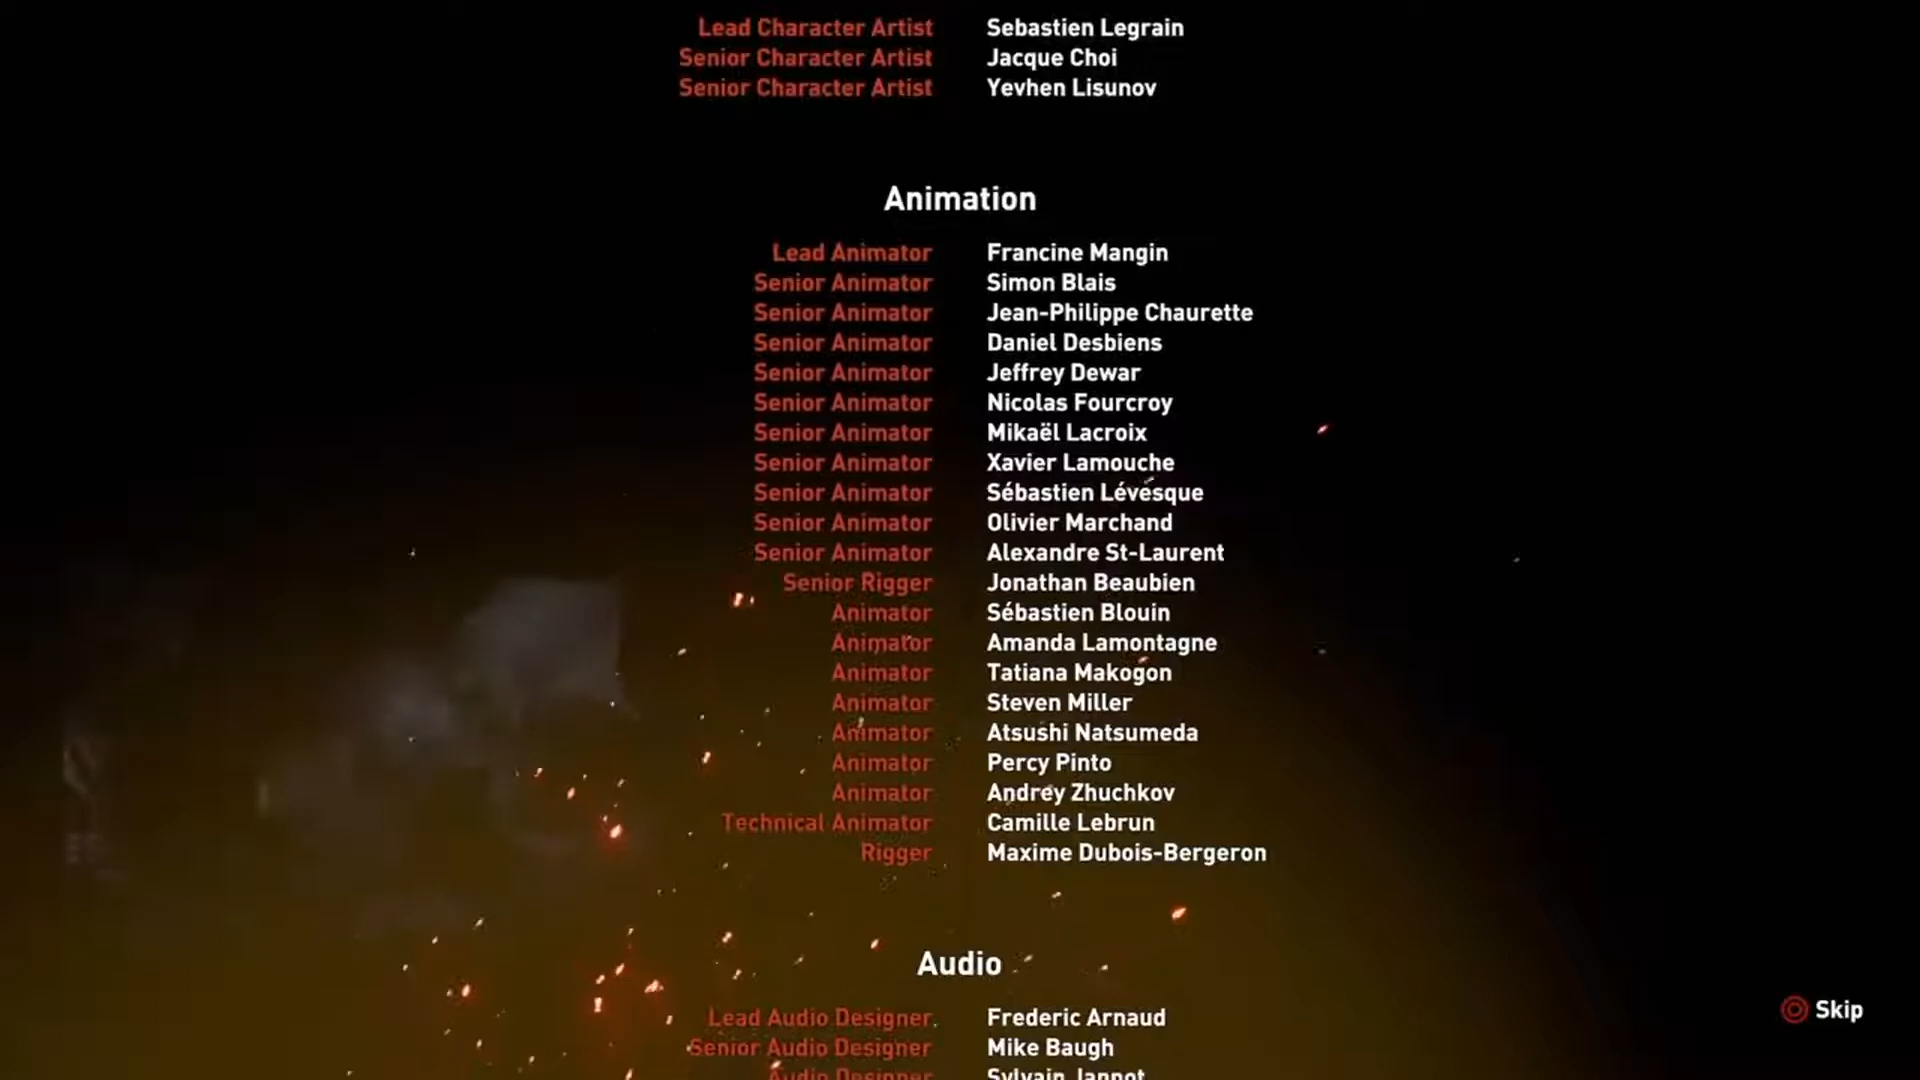 Lead Character Artist Sebastien Legrain
Senior Character Artist Jacque Choi
Senior Character Artist Yevhen Lisunov
Animation
Lead Animator Francine Mangin
Senior Animator Simon Blais
Senior Animator Jean-Philippe Chaurette
Senior Animator Daniel Desbiens
Senior Animator Jeffrey Dewar
Senior Animator Nicolas Fourcroy
Senior Animator Mikaël Lacroix
Senior Animator Xavier Lamouche
Senior Animator Sébastien Lévesque
Senior Animator Olivier Marchand
Senior Animator Alexandre St-Laurent
Senior Rigger Jonathan Beaubien
Animator Sébastien Blouin
Animator Amanda Lamontagne
Animator Tatiana Makogon
Animator Steven Miller
Animator Atsushi Natsumeda
Animator Percy Pinto
Animator Andrey Zhuchkov
Technical Animator Camille Lebrun
Rigger Maxime Dubois-Bergeron
Audio
Lead Audio Designer Frederic Arnaud
Senior Audio Designer Mike Baugh
Audio Designer Sylvain Jannot
Skip